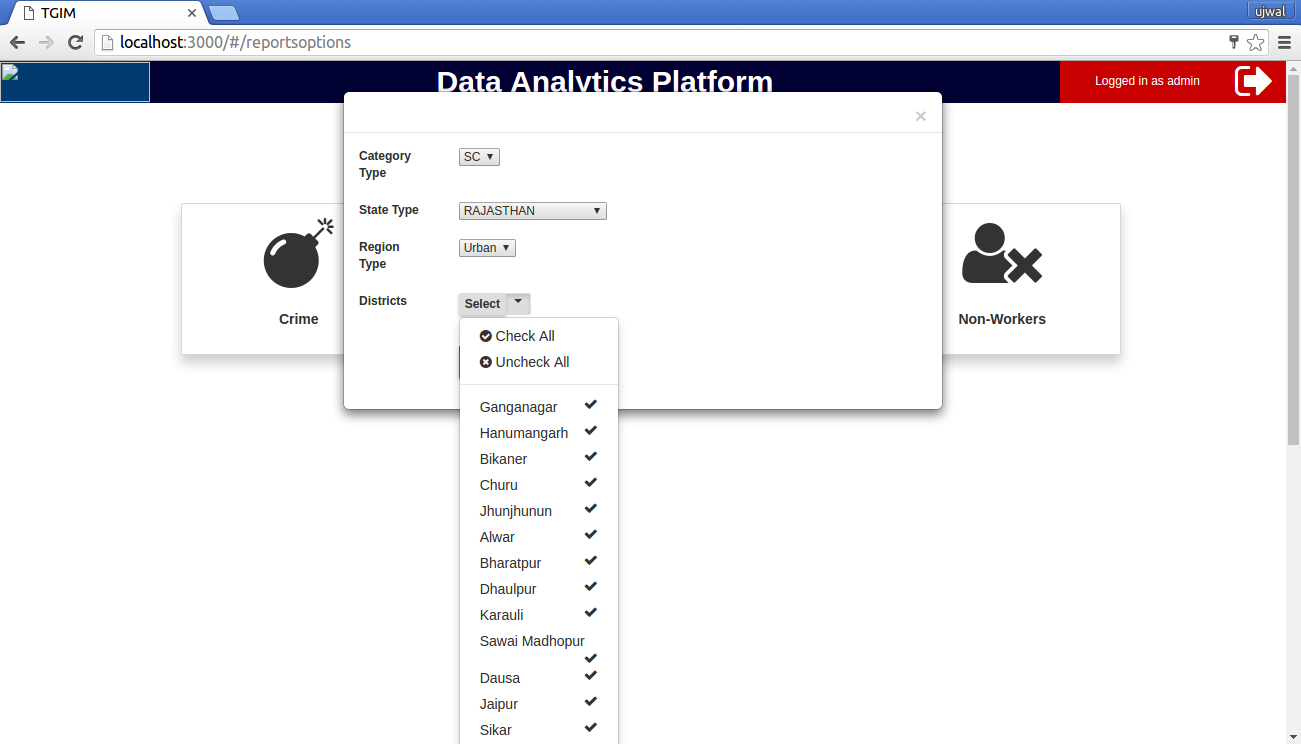 TGIM
ujwal
localhost:3000/#/reportsoptions
Data Analytics Platform
Logged in as admin
Category
Type
SC
State Type
RAJASTHAN
Region
Type
Urban
Districts
Select
Check All
Uncheck All
Ganganagar
Hanumangarh
Bikaner
Churu
Jhunjhunun
Alwar
Bharatpur
Dhaulpur
Karauli
Sawai Madhopur
Dausa
Jaipur
Sikar
Crime
Non-Workers